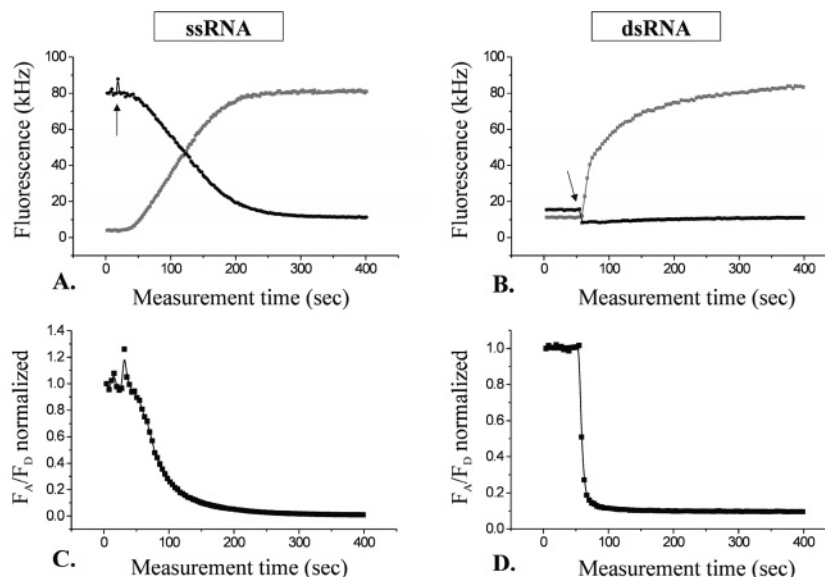 ssRNA
dsRNA
Fluorescence (kHz)
100
80
60
40
20
0
0 100 200 300 400
A.
Measurement time (sec)
Fluorescence (kHz)
100
80
60
40
20
0
0 100 200 300 400
B.
Measurement time (sec)
F_A/F_D normalized
1.4
1.2
1.0
0.8
0.6
0.4
0.2
0.0
0 100 200 300 400
C.
Measurement time (sec)
F_A/F_D normalized
1.0
0.8
0.6
0.4
0.2
0.0
0 100 200 300 400
D.
Measurement time (sec)